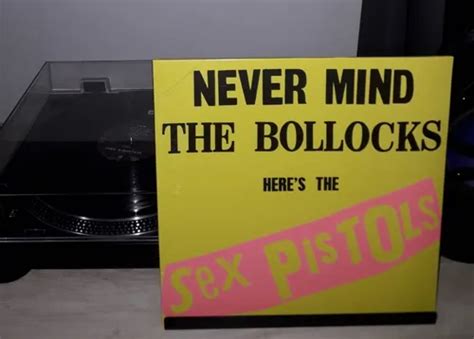 NEVER MIND
THE BOLLOCKS
HERE'S THE
Sex PisTOls